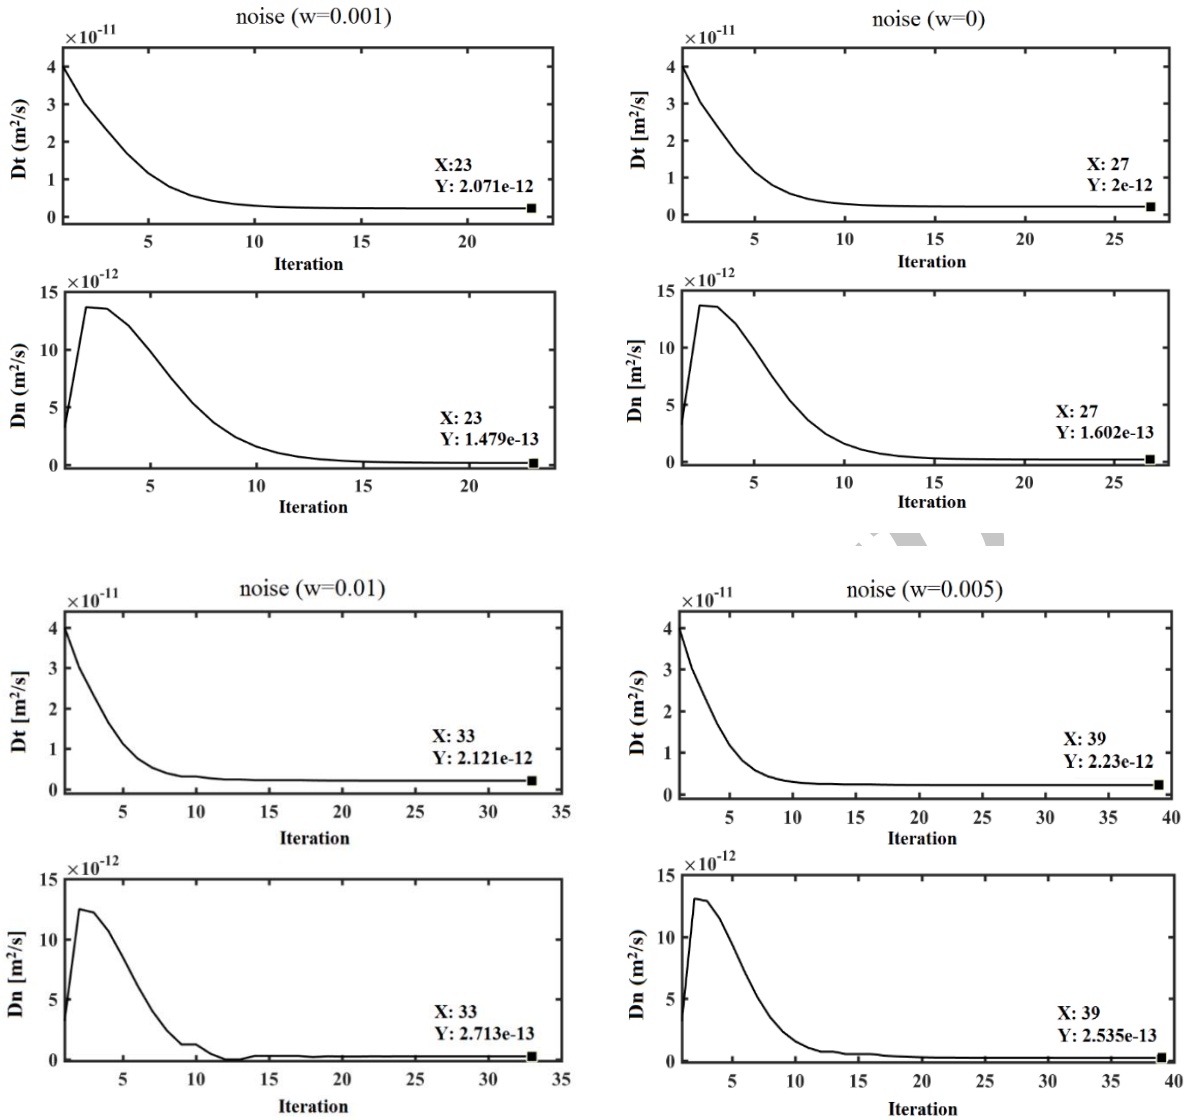 noise (w=0.001)
×10⁻¹¹
4
3
2
1
0
Dt (m²/s)
X:23
Y: 2.071e-12
5 10 15 20
Iteration
×10⁻¹²
15
10
5
0
Dn (m²/s)
X: 23
Y: 1.479e-13
5 10 15 20
Iteration
noise (w=0)
×10⁻¹¹
4
3
2
1
0
Dt [m²/s]
X: 27
Y: 2e-12
5 10 15 20 25
Iteration
×10⁻¹²
15
10
5
0
Dn [m²/s]
X: 27
Y: 1.602e-13
5 10 15 20 25
Iteration
noise (w=0.01)
×10⁻¹¹
4
3
2
1
0
Dt [m²/s]
X: 33
Y: 2.121e-12
5 10 15 20 25 30 35
Iteration
×10⁻¹²
15
10
5
0
Dn [m²/s]
X: 33
Y: 2.713e-13
5 10 15 20 25 30 35
Iteration
noise (w=0.005)
×10⁻¹¹
4
3
2
1
0
Dt (m²/s)
X: 39
Y: 2.23e-12
5 10 15 20 25 30 35 40
Iteration
×10⁻¹²
15
10
5
0
Dn (m²/s)
X: 39
Y: 2.535e-13
5 10 15 20 25 30 35 40
Iteration